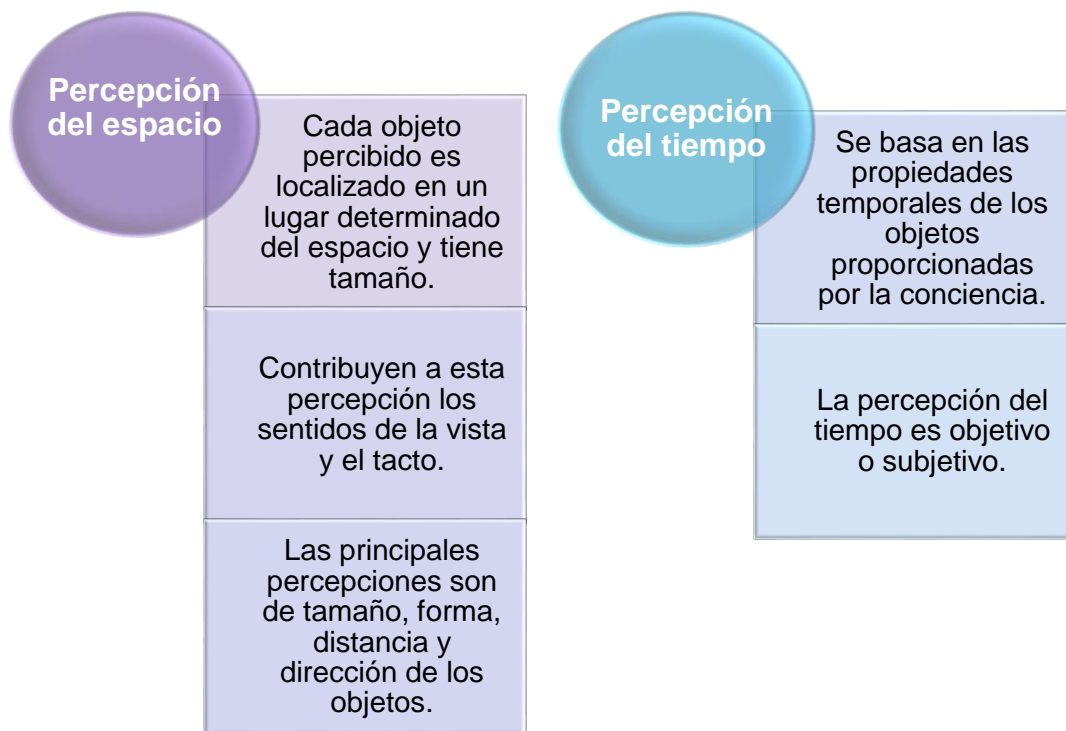 Percepción
del espacio
Cada objeto
percibido es
localizado en un
lugar determinado
del espacio y tiene
tamaño.
Contribuyen a esta
percepción los
sentidos de la vista
y el tacto.
Las principales
percepciones son
de tamaño, forma,
distancia y
dirección de los
objetos.
Percepción
del tiempo
Se basa en las
propiedades
temporales de los
objetos
proporcionadas
por la conciencia.
La percepción del
tiempo es objetivo
o subjetivo.